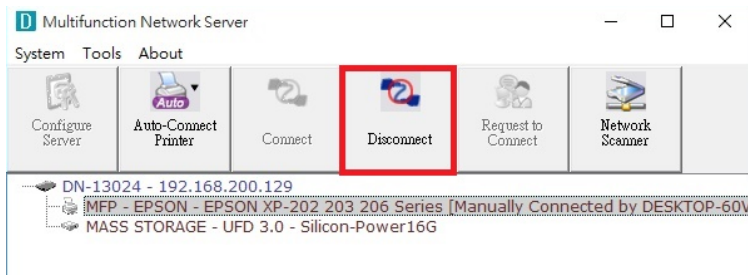 D Multifunction Network Server
System Tools About
Configure Server
Auto
Auto-Connect Printer
Connect
Disconnect
Request to Connect
Network Scanner
DN-13024 - 192.168.200.129
MFP - EPSON - EPSON XP-202 203 206 Series [Manually Connected by DESKTOP-60V
MASS STORAGE - UFD 3.0 - Silicon-Power16G